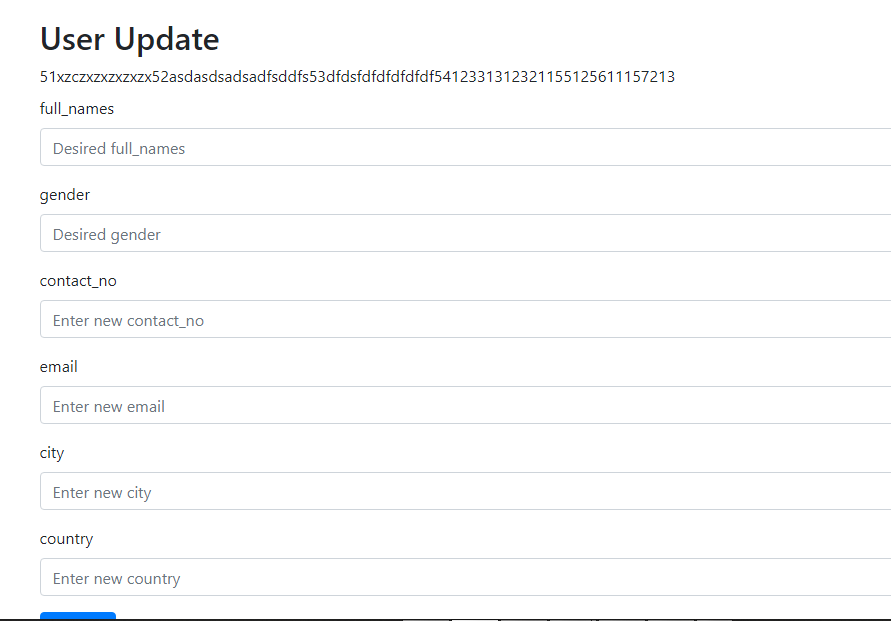 User Update
51xzczxzxzxzxzx52asdasdsadsadfsddfs53dfdsfdfdfdfdfdf5412331312321155125611157213
full_names
Desired full_names
gender
Desired gender
contact_no
Enter new contact_no
email
Enter new email
city
Enter new city
country
Enter new country